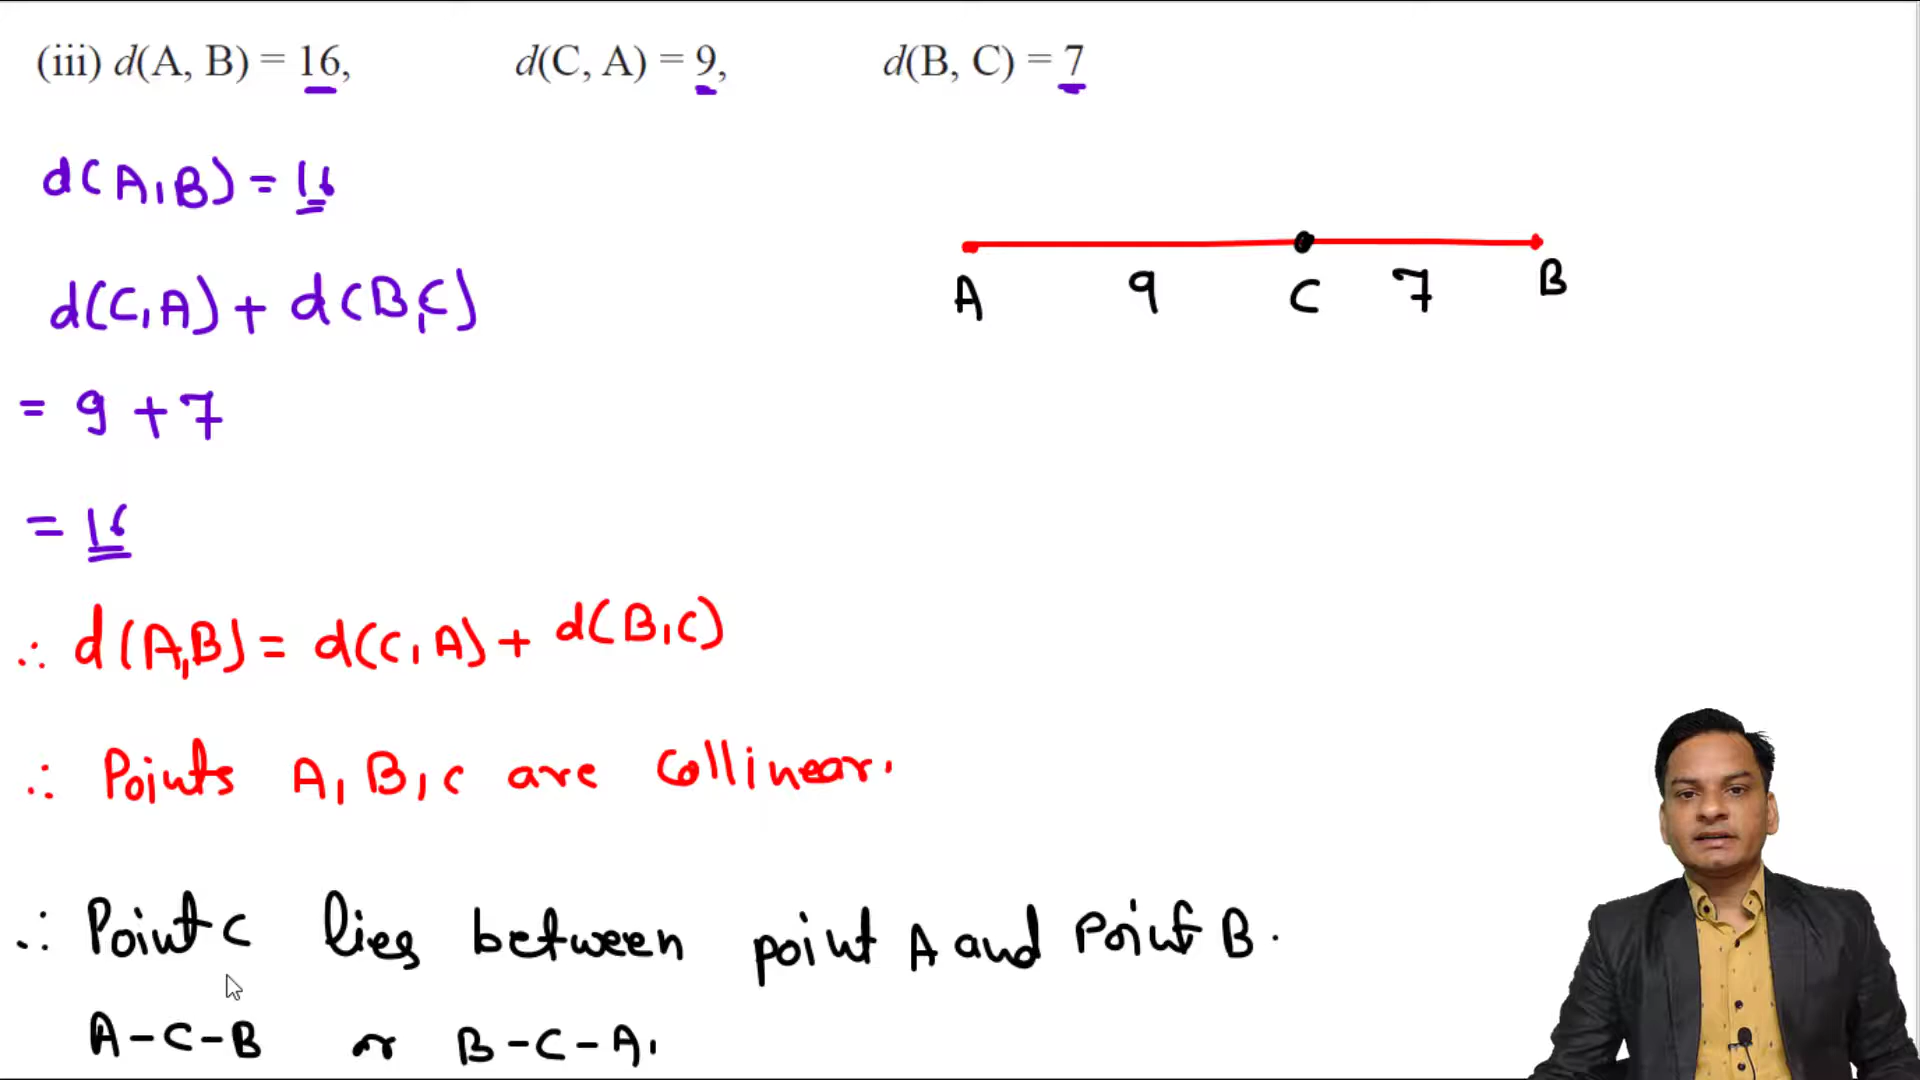 (iii) d(A, B) = 16, d(C, A) = 9, d(B, C) = 7
d(A,B) = 16
d(C,A) + d(B,C)
= 9 + 7
= 16
A 9 C 7 B
∴ d(A,B) = d(C,A) + d(B,C)
∴ Points A, B, C are collinear.
∴ Point C lies between point A and Point B.
A-C-B or B-C-A.